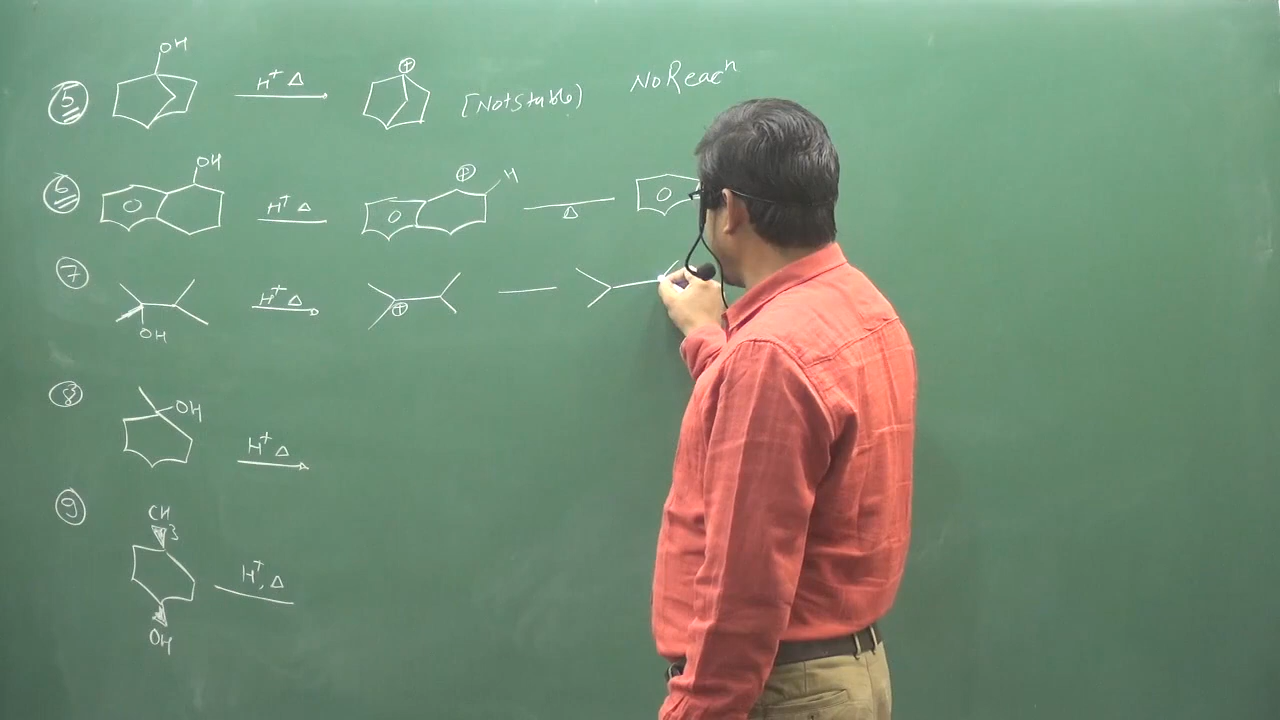 5 OH H⁺ Δ ⊕ [Not Stable) No Reacⁿ
6 OH H⁺ Δ ⊕ H Δ
7 OH H⁺ Δ ⊕
8 OH H⁺ Δ
9 CH3 OH H⁺, Δ